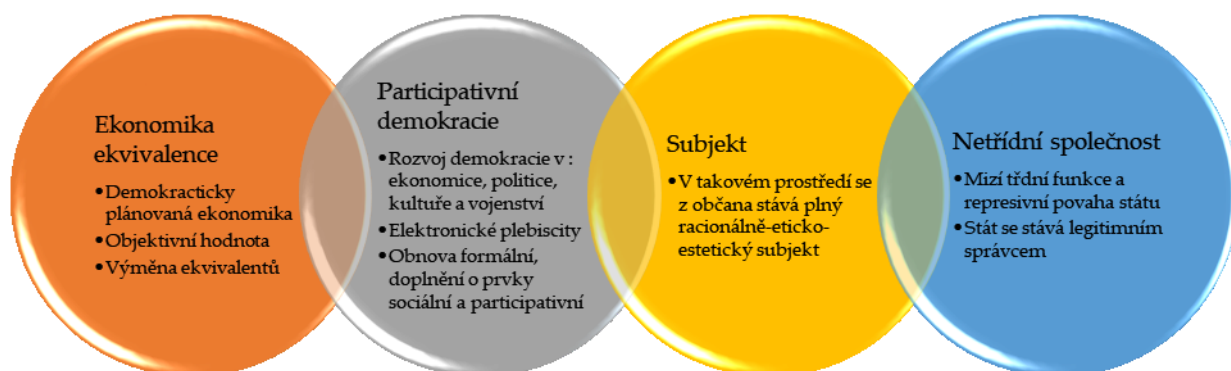 Ekonomika
ekvivalence
•Demokracticky
plánovaná ekonomika
•Objektivní hodnota
•Výměna ekvivalentů
Participativní
demokracie
•Rozvoj demokracie v :
ekonomice, politice,
kultuře a vojenství
•Elektronické plebiscity
•Obnova formální,
doplnění o prvky
sociální a participativní
Subjekt
•V takovém prostředí se
z občana stává plný
racionálně-eticko-
estetický subjekt
Netřídní společnost
•Mizí třdní funkce a
represivní povaha státu
•Stát se stává legitimním
správcem